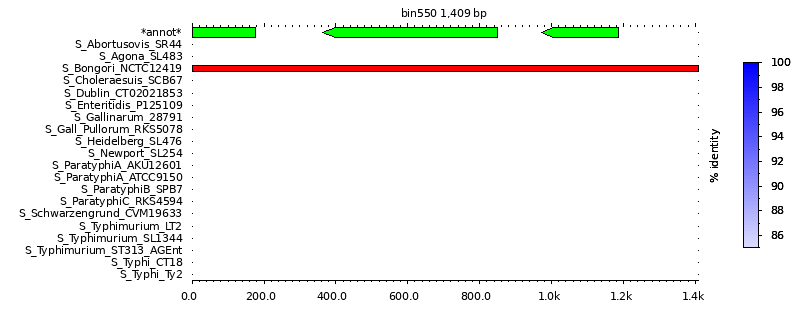 bin550 1,409 bp
*annot*
S_Abortusovis_SR44
S_Agona_SL483
S_Bongori_NCTC12419
S_Choleraesuis_SCB67
S_Dublin_CT02021853
S_Enteritidis_P125109
S_Gallinarum_28791
S_Gall_Pullorum_RKS5078
S_Heidelberg_SL476
S_Newport_SL254
S_ParatyphiA_AKU12601
S_ParatyphiA_ATCC9150
S_ParatyphiB_SPB7
S_ParatyphiC_RKS4594
S_Schwarzengrund_CVM19633
S_Typhimurium_LT2
S_Typhimurium_SL1344
S_Typhimurium_ST313_AGEnt
S_Typhi_CT18
S_Typhi_Ty2
0.0 200.0 400.0 600.0 800.0 1.0k 1.2k 1.4k
% identity
100
98
96
94
92
90
88
86